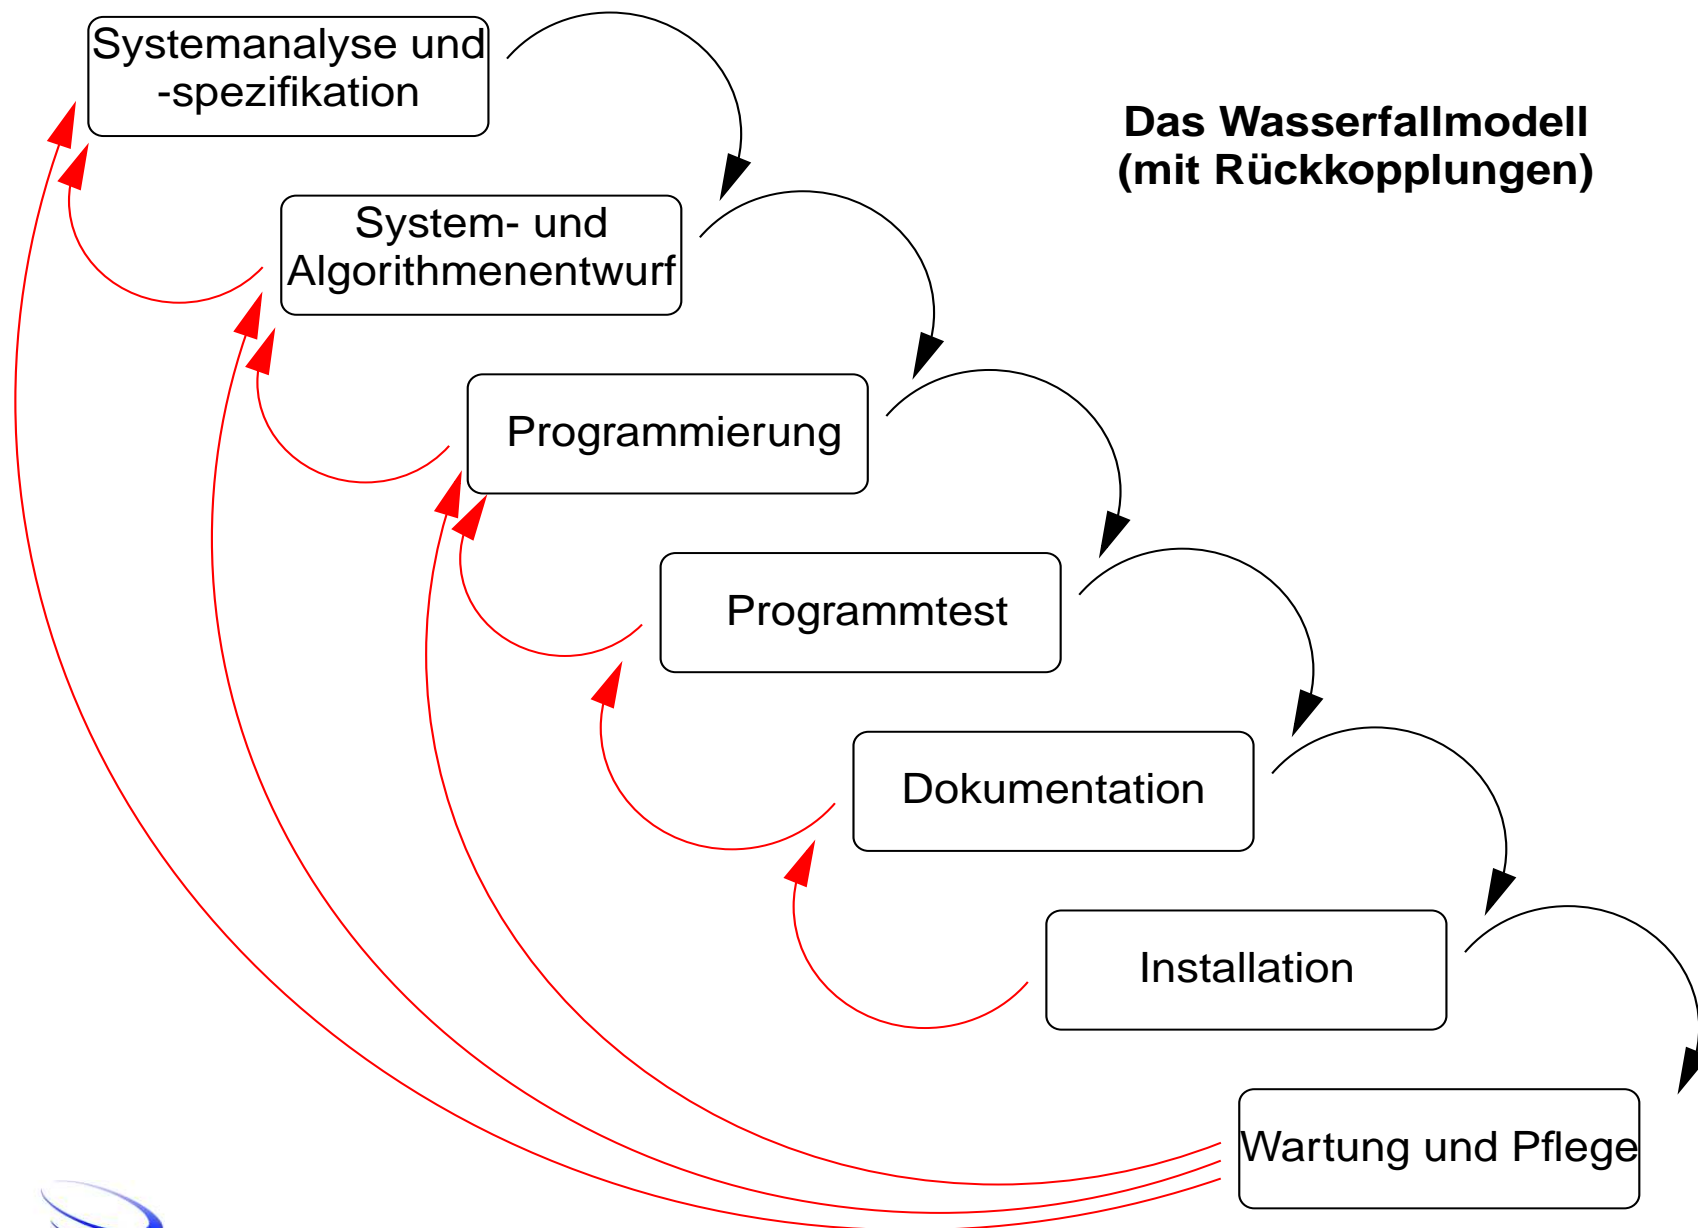 Systemanalyse und
-spezifikation
Das Wasserfallmodell
(mit Rückkopplungen)
System- und
Algorithmenentwurf
Programmierung
Programmtest
Dokumentation
Installation
Wartung und Pflege